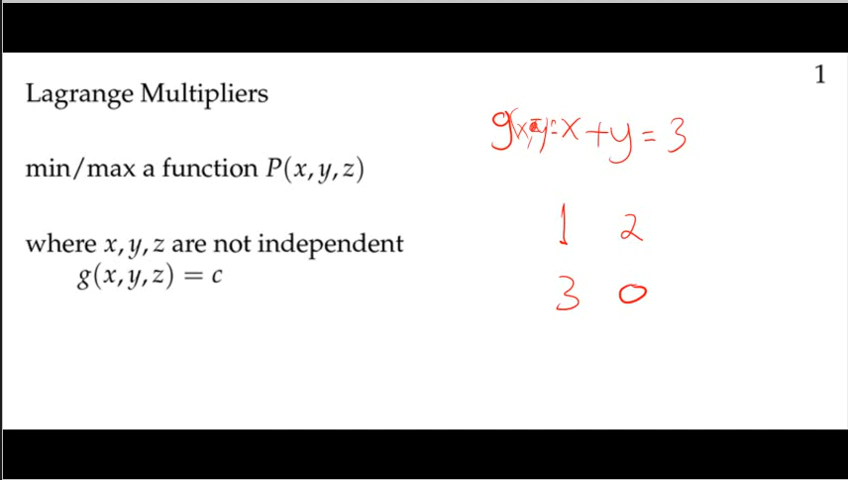 1
Lagrange Multipliers
g(x,y)=x+y=3
min/max a function P(x, y, z)
1 2
where x, y, z are not independent
g(x, y, z) = c
3 0